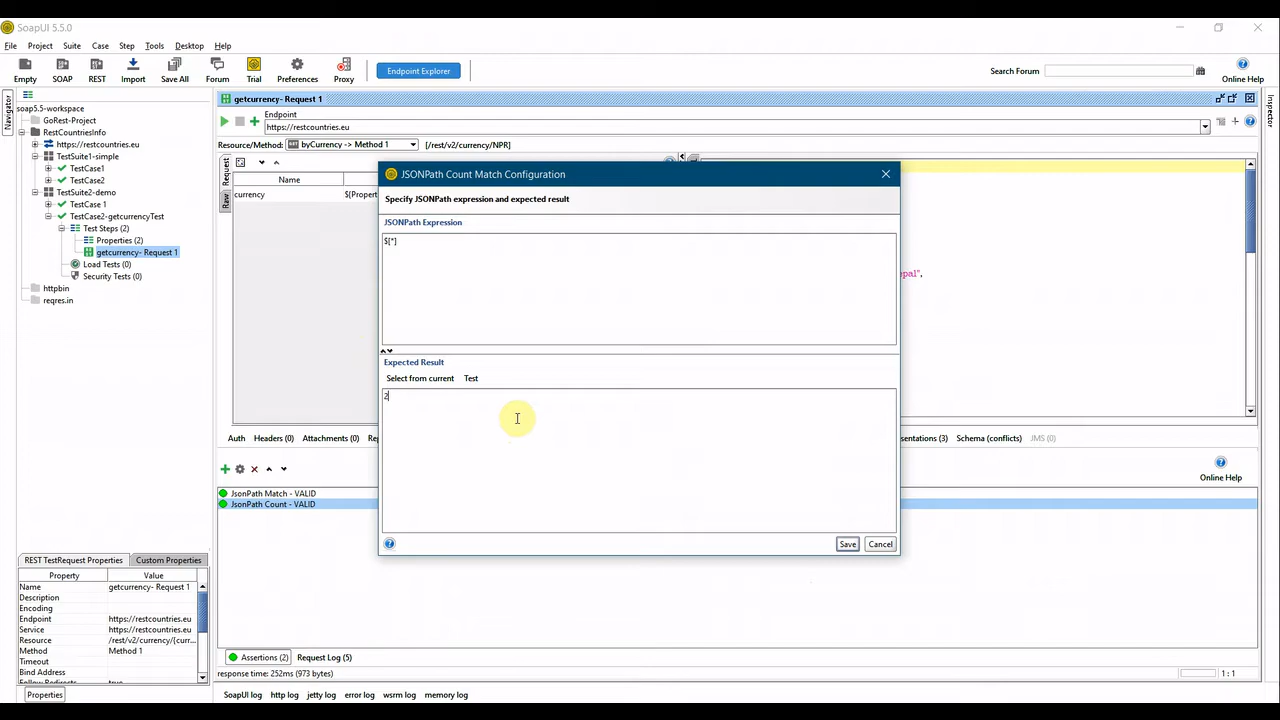 SoapUI 5.5.0
File Project Suite Case Step Tools Desktop Help
Empty SOAP REST Import Save All Forum Trial Preferences Proxy Endpoint Explorer Search Forum Online Help
Navigator
soap5.5-workspace
GoRest-Project
RestCountriesInfo
https://restcountries.eu
TestSuite1-simple
TestCase1
TestCase2
TestSuite2-demo
TestCase 1
TestCase2-getcurrencyTest
Test Steps (2)
Properties (2)
getcurrency- Request 1
Load Tests (0)
Security Tests (0)
httpbin
reqres.in
REST TestRequest Properties Custom Properties
Property Value
Name getcurrency- Request 1
Description
Encoding
Endpoint https://restcountries.eu
Service https://restcountries.eu
Resource /rest/v2/currency/{curr...
Method Method 1
Timeout
Bind Address
Properties
getcurrency- Request 1
Endpoint
https://restcountries.eu
Resource/Method: byCurrency -> Method 1 [/rest/v2/currency/NPR]
Request
Raw
Name
currency ${Propert
JSONPath Count Match Configuration
Specify JSONPath expression and expected result
JSONPath Expression
$[*]
Expected Result
Select from current Test
2
Save Cancel
epal",
Auth Headers (0) Attachments (0) Rep
sentations (3) Schema (conflicts) JMS (0)
Online Help
JsonPath Match - VALID
JsonPath Count - VALID
Assertions (2) Request Log (5)
response time: 252ms (973 bytes) 1 : 1
SoapUI log http log jetty log error log wsrm log memory log
Inspector